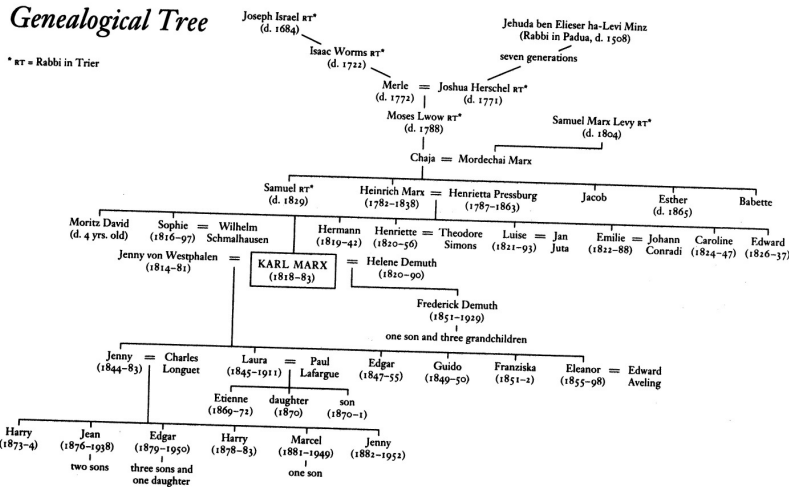 Genealogical Tree
* RT = Rabbi in Trier
Joseph Israel RT*
(d. 1684)
Jehuda ben Elieser ha-Levi Minz
(Rabbi in Padua, d. 1508)
Isaac Worms RT*
(d. 1722)
seven generations
Merle = Joshua Herschel RT*
(d. 1772) (d. 1771)
Moses Lwow RT*
(d. 1788)
Samuel Marx Levy RT*
(d. 1804)
Chaja = Mordechai Marx
Samuel RT* Heinrich Marx = Henrietta Pressburg Jacob Esther Babette
(d. 1829) (1782-1838) (1787-1863) (d. 1865)
Moritz David Sophie = Wilhelm Hermann Henriette = Theodore Luise = Jan Emilie = Johann Caroline Edward
(d. 4 yrs. old) (1816-97) Schmalhausen (1819-42) (1820-56) Simons (1821-93) Juta (1822-88) Conradi (1824-47) (1826-37)
Jenny von Westphalen = KARL MARX = Helene Demuth
(1814-81) (1818-83) (1820-90)
Frederick Demuth
(1851-1929)
one son and three grandchildren
Jenny = Charles Laura = Paul Edgar Guido Franziska Eleanor = Edward
(1844-83) Longuet (1845-1911) Lafargue (1847-55) (1849-50) (1851-2) (1855-98) Aveling
Etienne daughter son
(1869-72) (1870) (1870-1)
Harry Jean Edgar Harry Marcel Jenny
(1873-4) (1876-1938) (1879-1950) (1878-83) (1881-1949) (1882-1952)
two sons three sons and one son
one daughter